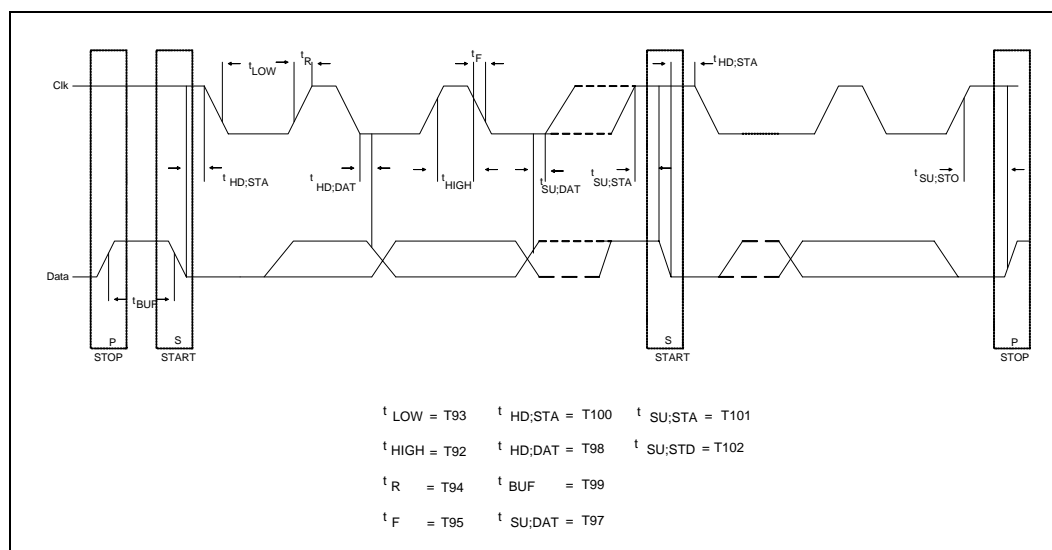 t R
t F
t HD;STA
t LOW
Clk
t HD;STA
t HD;DAT
t HIGH
t SU;DAT
t SU;STA
t SU;STO
Data
t BUF
P
S
S
P
STOP
START
START
STOP
t LOW = T93
t HD;STA = T100
t SU;STA = T101
t HIGH = T92
t HD;DAT = T98
t SU;STD = T102
t R = T94
t BUF = T99
t F = T95
t SU;DAT = T97